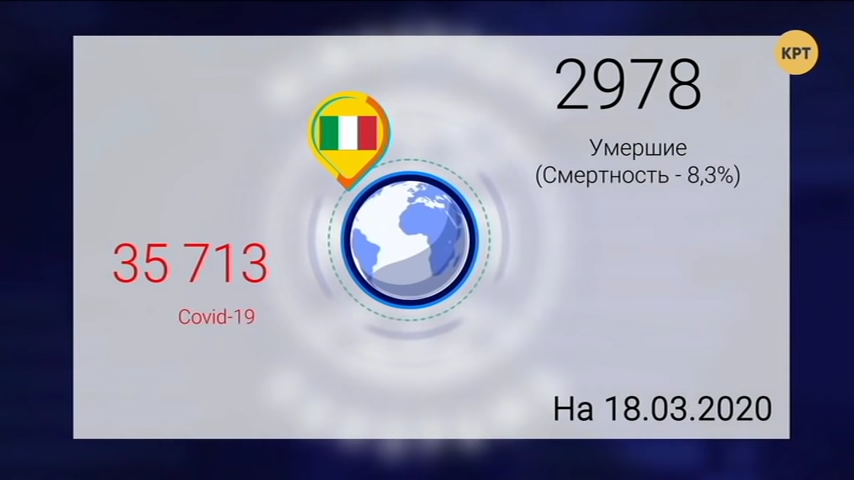 КРТ
2978
Умершие
(Смертность - 8,3%)
35 713
Covid-19
На 18.03.2020